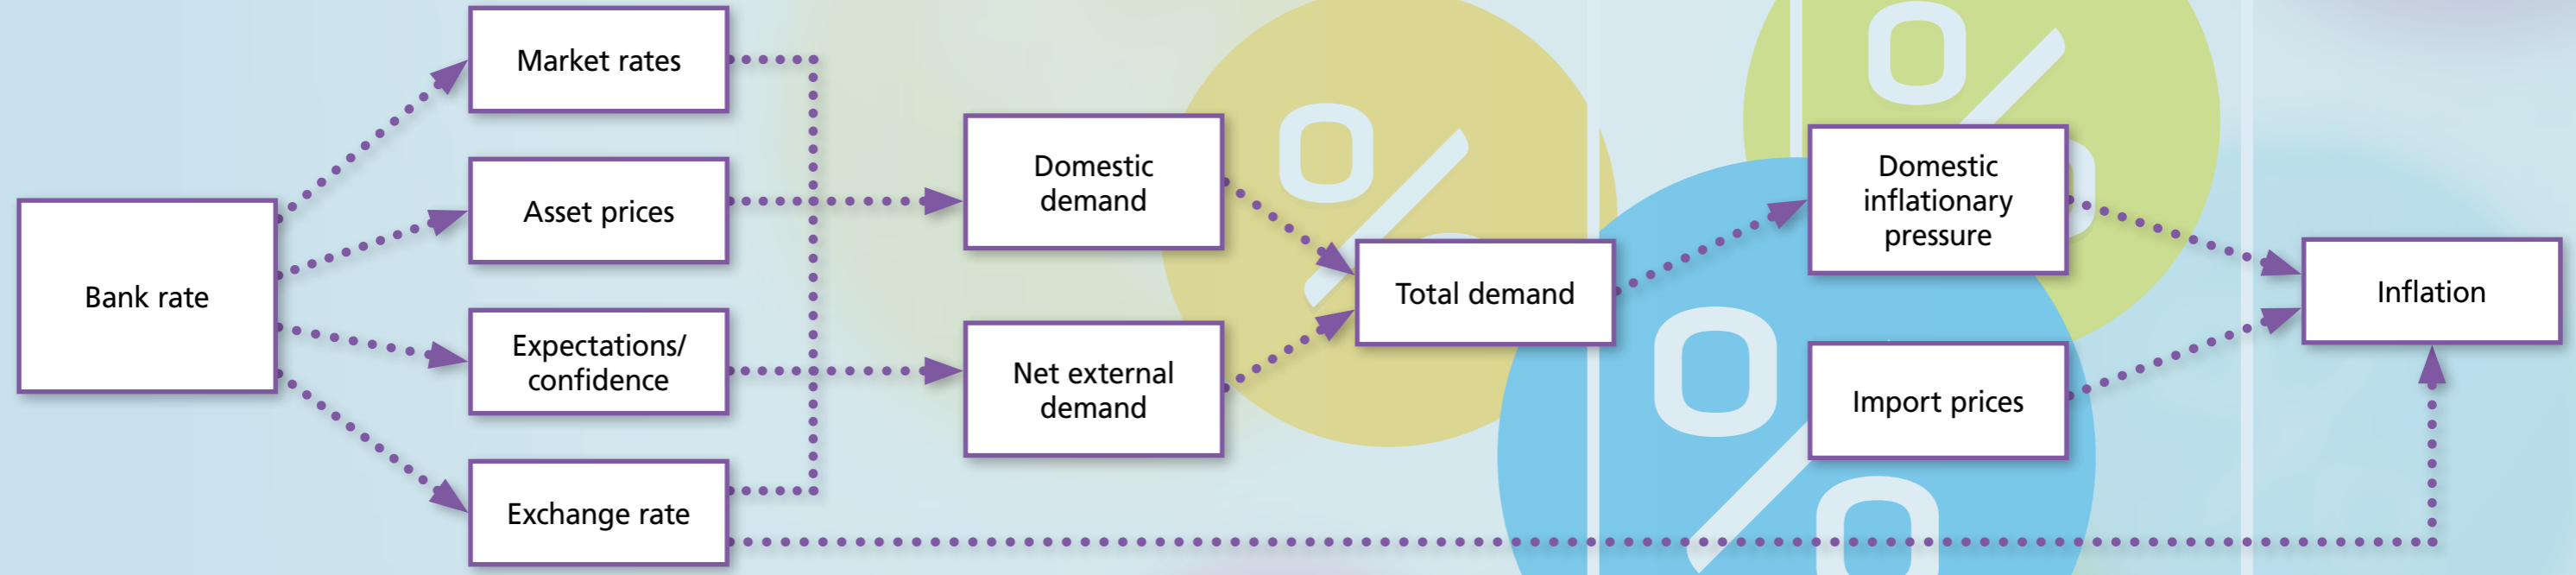 Bank rate
Market rates
Asset prices
Expectations/
confidence
Exchange rate
Domestic
demand
Net external
demand
Total demand
Domestic
inflationary
pressure
Import prices
Inflation